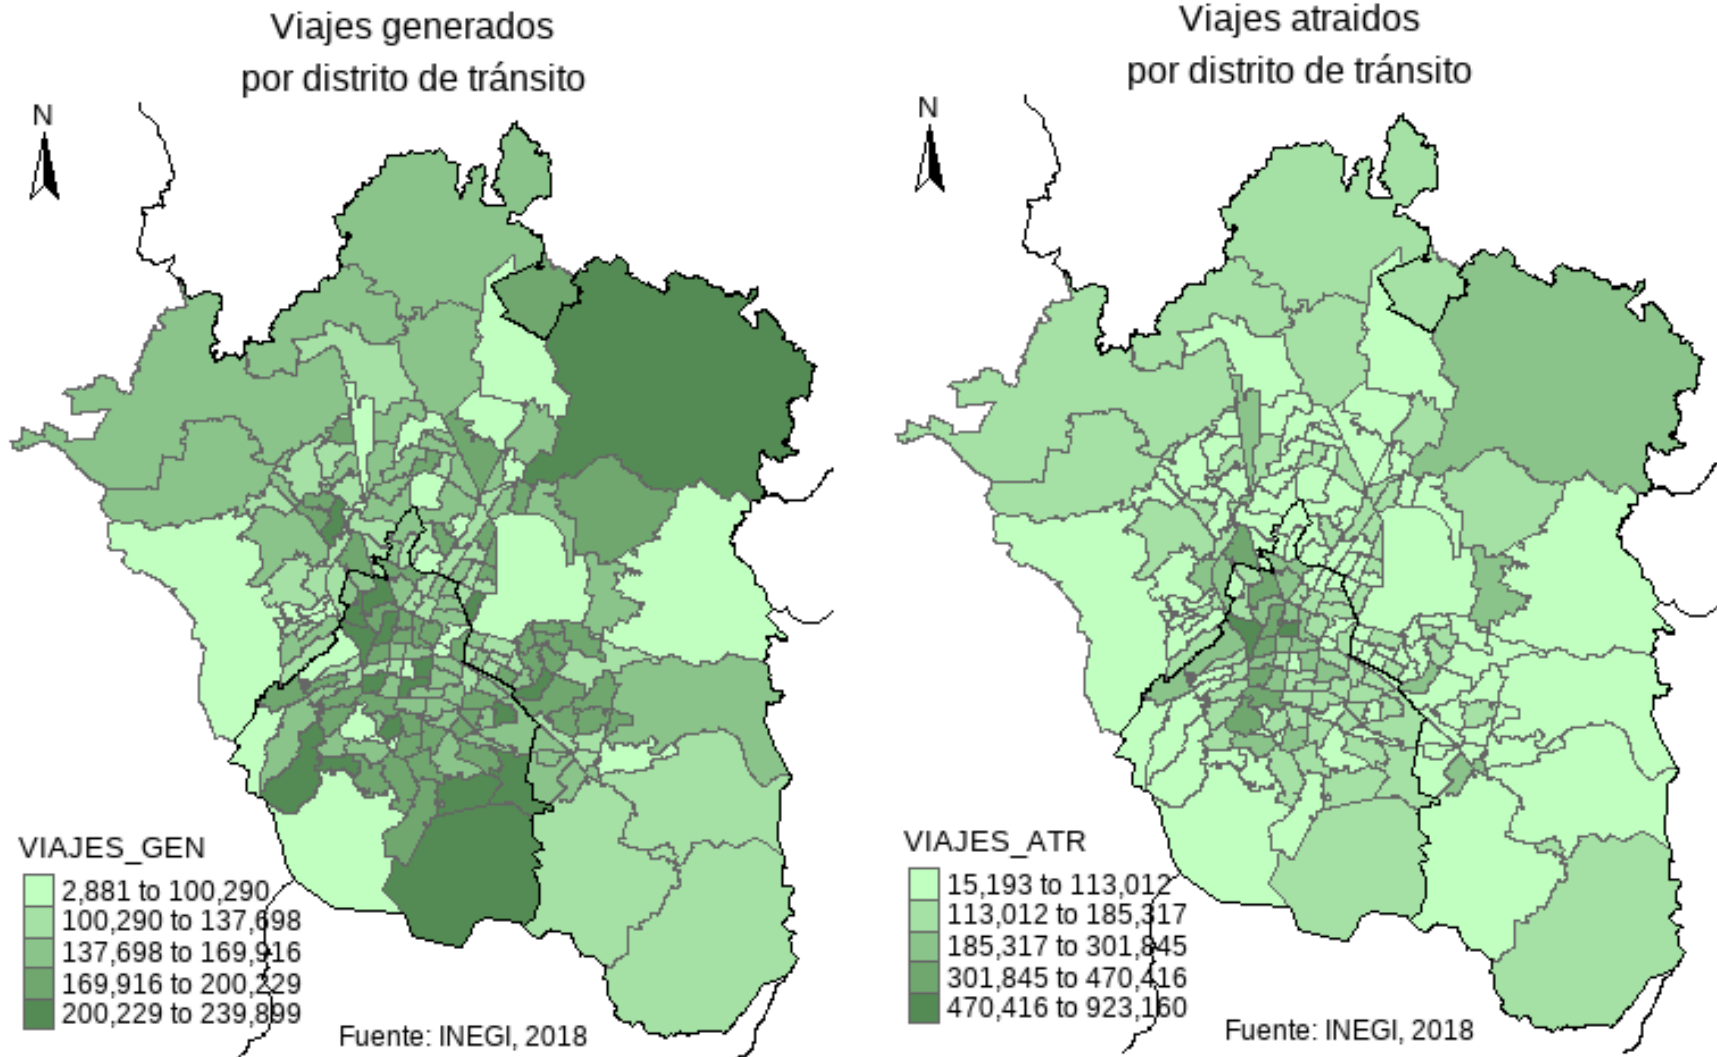 Viajes generados
por distrito de tránsito
N
VIAJES_GEN
2,881 to 100,290
100,290 to 137,698
137,698 to 169,916
169,916 to 200,229
200,229 to 239,899
Fuente: INEGI, 2018
Viajes atraidos
por distrito de tránsito
N
VIAJES_ATR
15,193 to 113,012
113,012 to 185,317
185,317 to 301,845
301,845 to 470,416
470,416 to 923,160
Fuente: INEGI, 2018